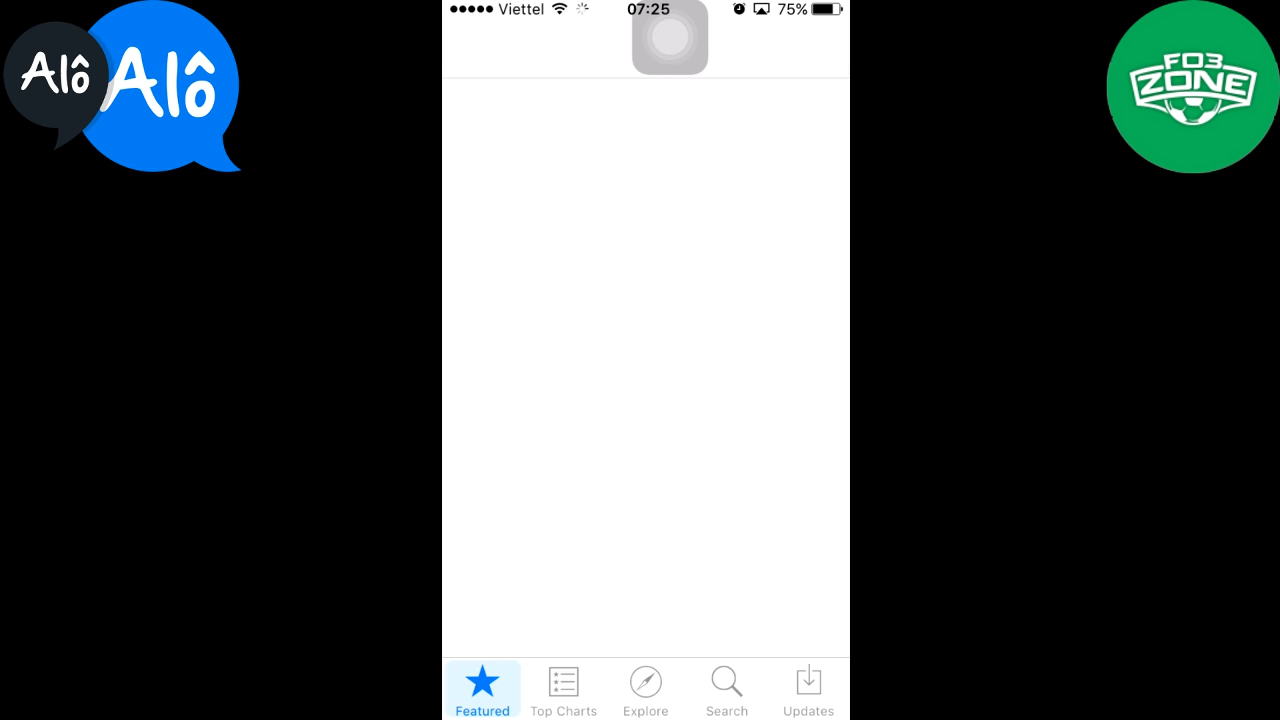 Viettel 07:25 75%
Alô Alô
FO3
ZONE
Featured Top Charts Explore Search Updates